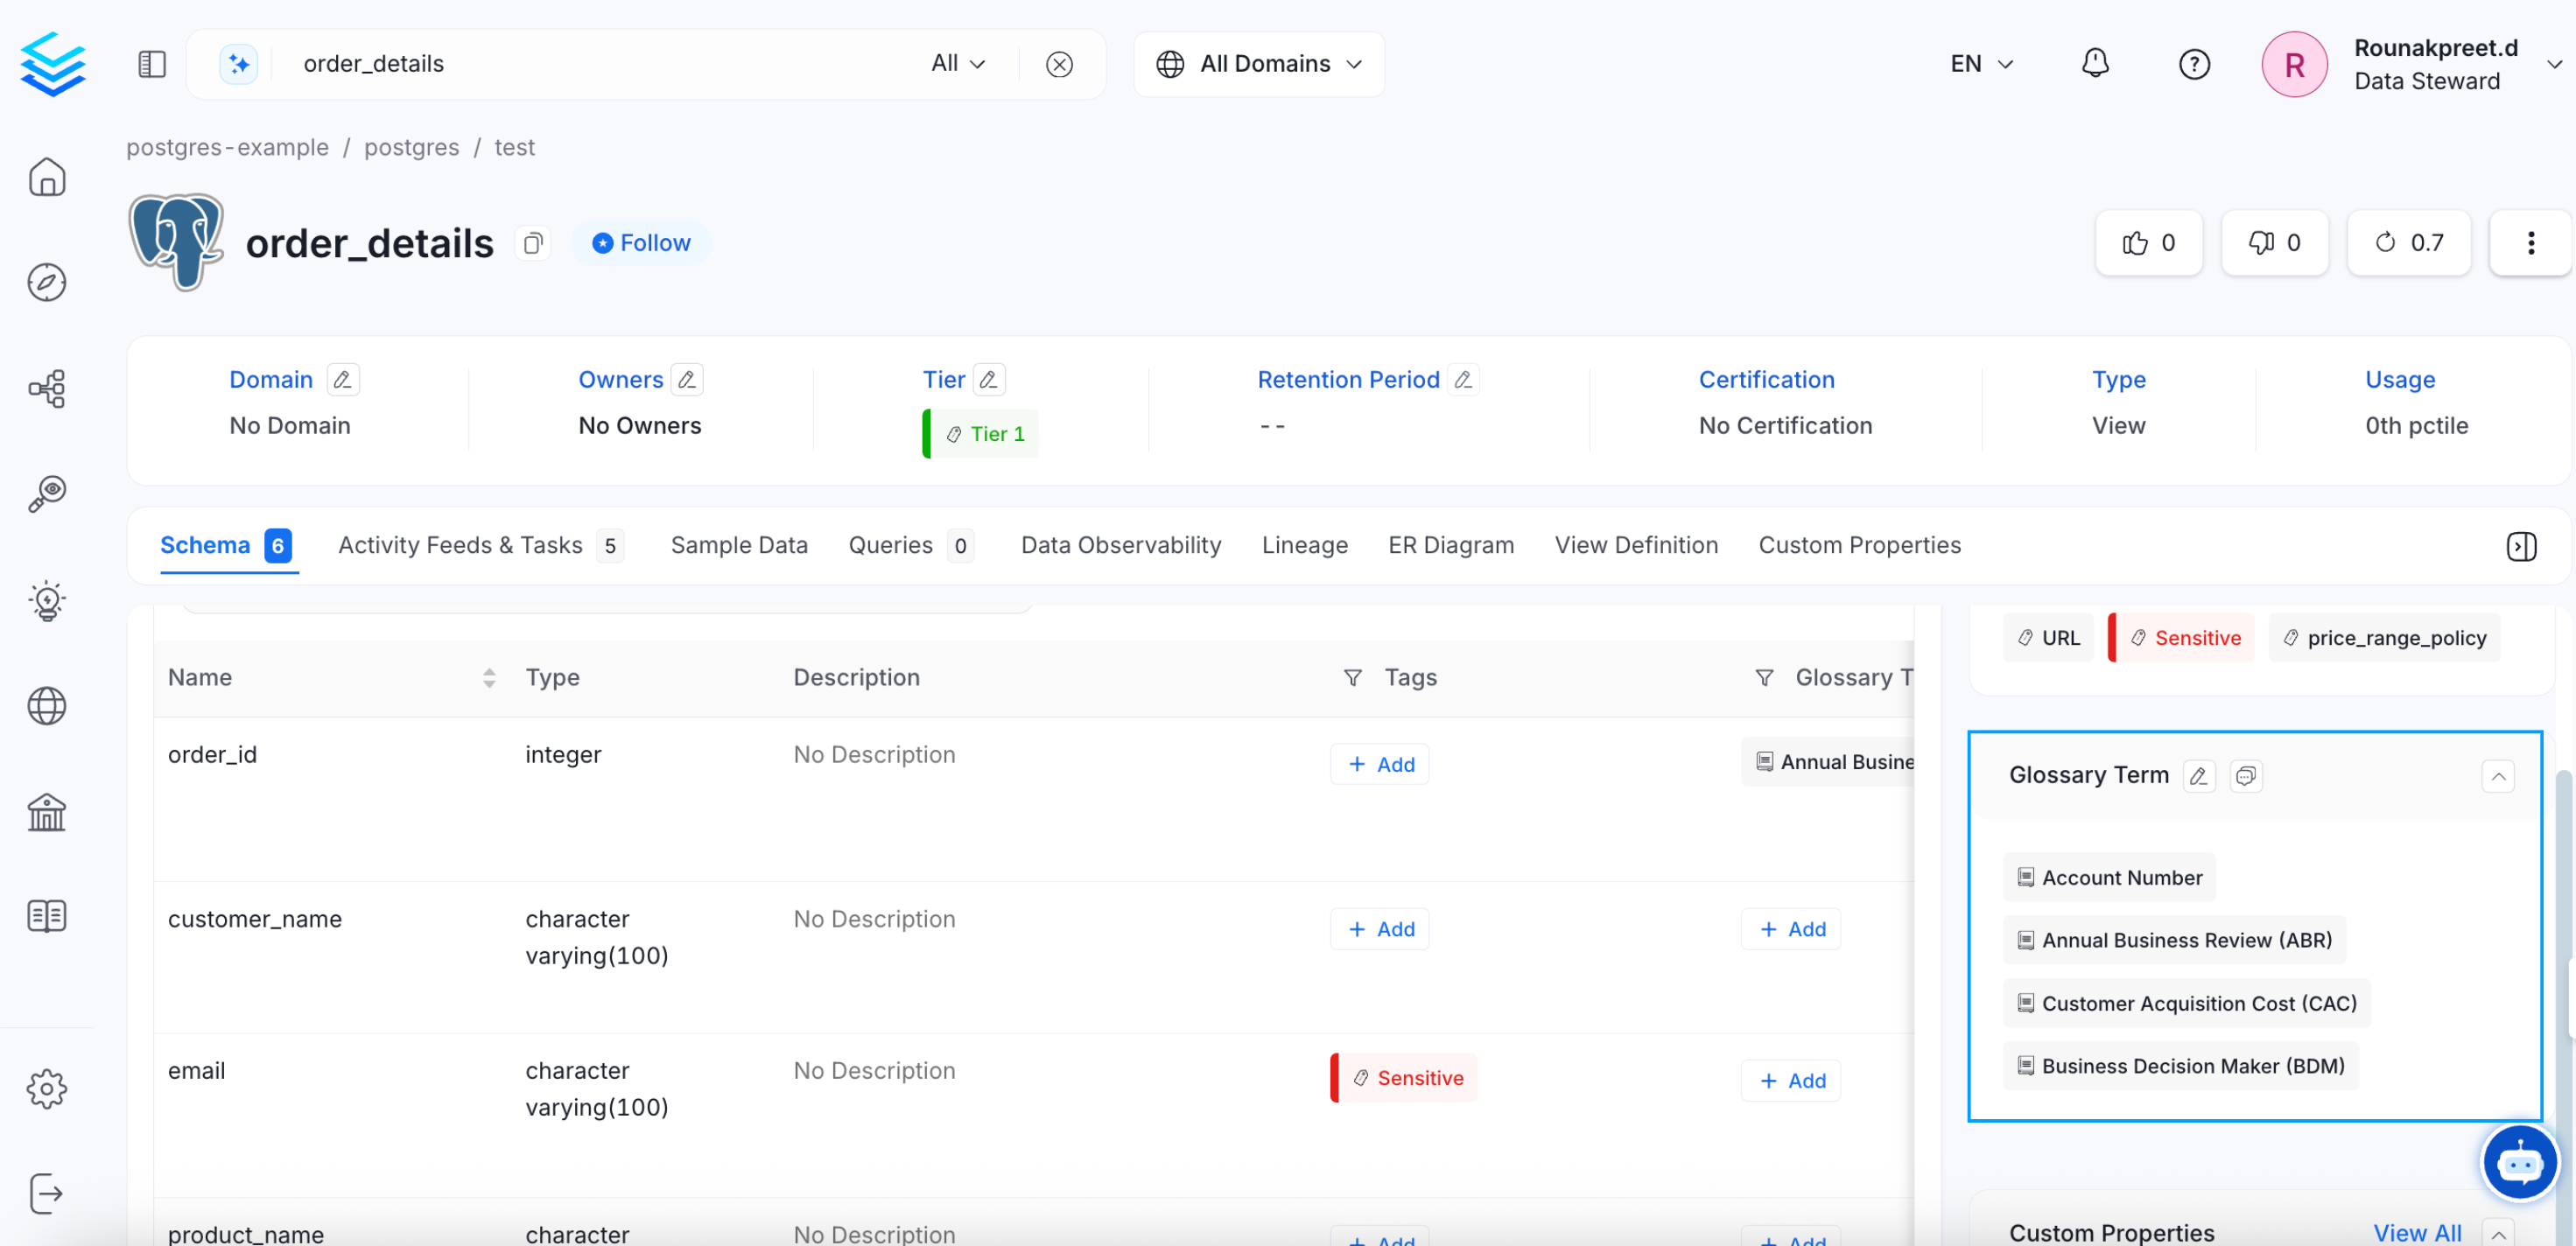 order_details
All
All Domains
EN
R
Rounakpreet.d
Data Steward
postgres-example / postgres / test
order_details
Follow
0
0
0.7
Domain
No Domain
Owners
No Owners
Tier
Tier 1
Retention Period
--
Certification
No Certification
Type
View
Usage
0th pctile
Schema 6
Activity Feeds & Tasks 5
Sample Data
Queries 0
Data Observability
Lineage
ER Diagram
View Definition
Custom Properties
Name
Type
Description
Tags
Glossary T
order_id
integer
No Description
+ Add
Annual Busine
customer_name
character
varying(100)
No Description
+ Add
+ Add
email
character
varying(100)
No Description
Sensitive
+ Add
product_name
character
No Description
+ Add
+ Add
URL
Sensitive
price_range_policy
Glossary Term
Account Number
Annual Business Review (ABR)
Customer Acquisition Cost (CAC)
Business Decision Maker (BDM)
Custom Properties
View All